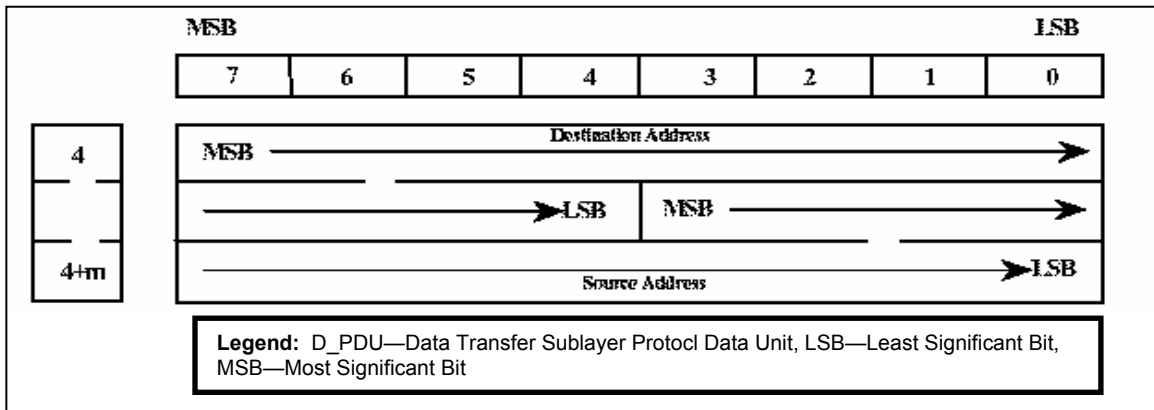 MSB LSB
7 6 5 4 3 2 1 0
Destination Address
4 MSB
LSB MSB
4+m LSB
Source Address
Legend: D_PDU—Data Transfer Sublayer Protocl Data Unit, LSB—Least Significant Bit,
MSB—Most Significant Bit